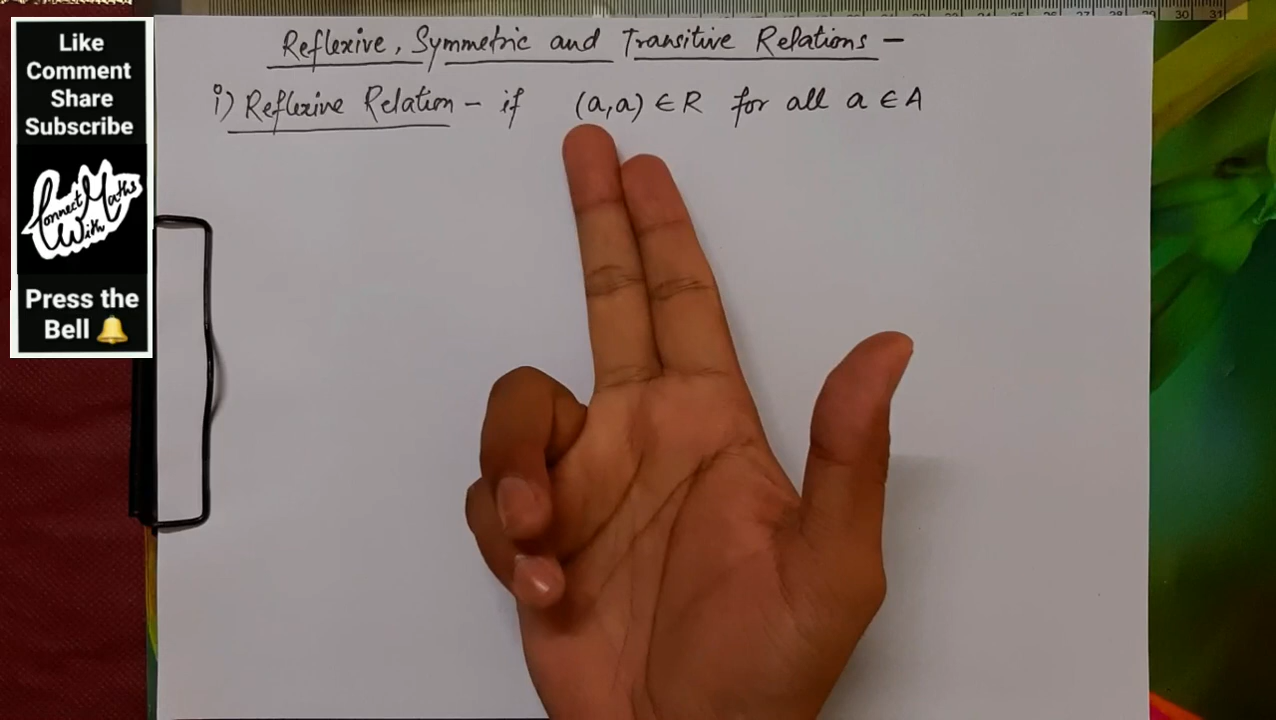 Like
Comment
Share
Subscribe
Connect
With Maths
Press the
Bell 🔔
Reflexive, Symmetric and Transitive Relations –
i) Reflexive Relation – if (a,a) ∈ R for all a ∈ A